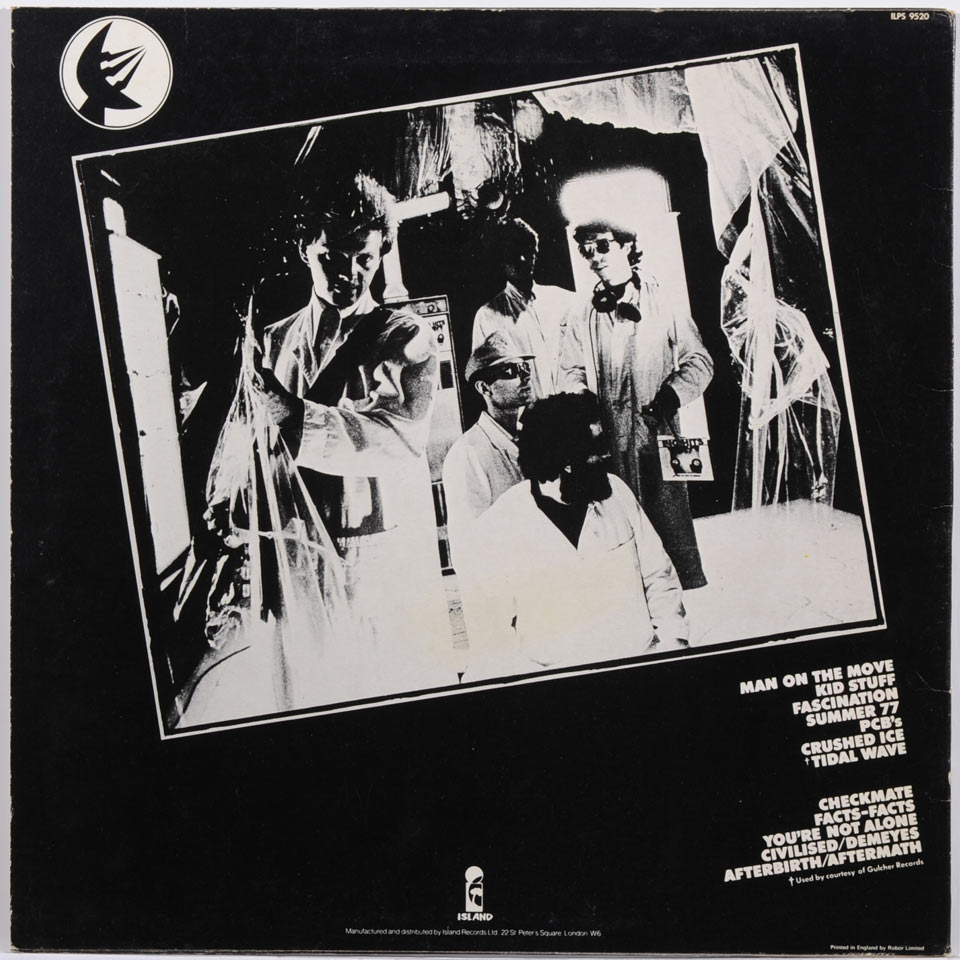 ILPS 9520
BIG HITS
MAN ON THE MOVE
KID STUFF
FASCINATION
SUMMER 77
PCB's
CRUSHED ICE
†TIDAL WAVE
CHECKMATE
FACTS-FACTS
YOU'RE NOT ALONE
CIVILISED/DEMEYES
AFTERBIRTH/AFTERMATH
† Used by courtesy of Gulcher Records
ISLAND
Manufactured and distributed by Island Records Ltd. 22 St Peter's Square London W6
Printed in England by Robor Limited